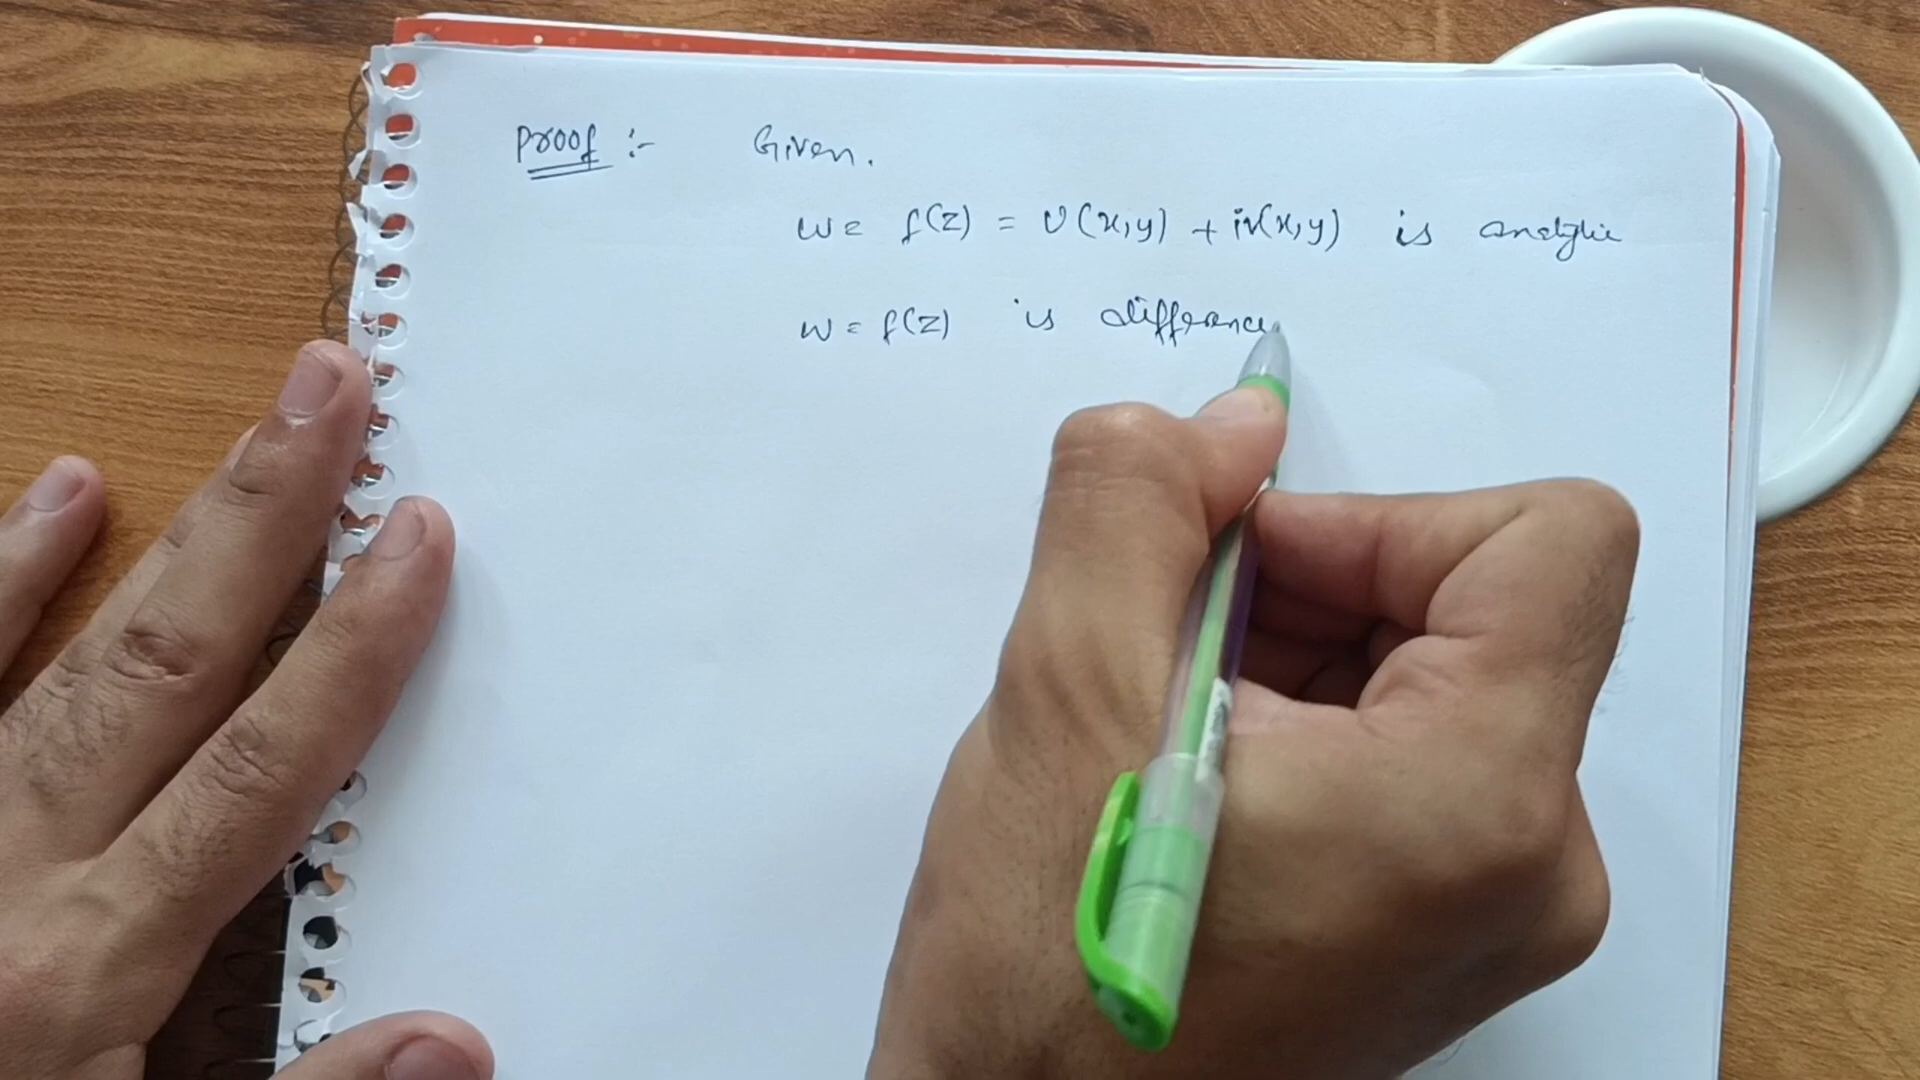 Proof :- Given.
w = f(z) = U(x,y) + iv(x,y) is analytic
w = f(z) is differenc